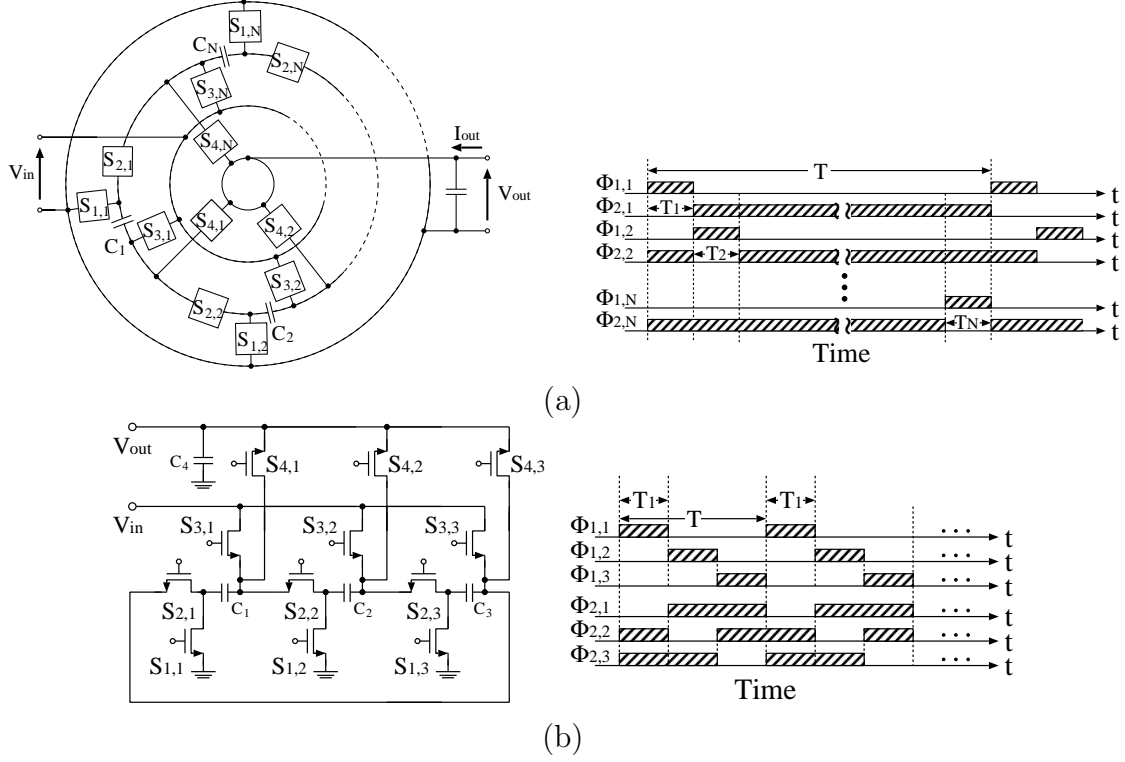 S1,N
CN
S2,N
S3,N
S4,N
Iout
Vin
S2,1
Vout
S1,1
S4,1
S4,2
C1
S3,1
S3,2
S2,2
C2
S1,2
T
Φ1,1
t
Φ2,1
T1
t
Φ1,2
t
Φ2,2
T2
t
Φ1,N
t
Φ2,N
TN
t
Time
(a)
Vout
C4
S4,1
S4,2
S4,3
Vin
S3,1
S3,2
S3,3
S2,1
C1
S2,2
C2
S2,3
C3
S1,1
S1,2
S1,3
T1
T1
T
Φ1,1
t
Φ1,2
t
Φ1,3
t
Φ2,1
t
Φ2,2
t
Φ2,3
t
Time
(b)